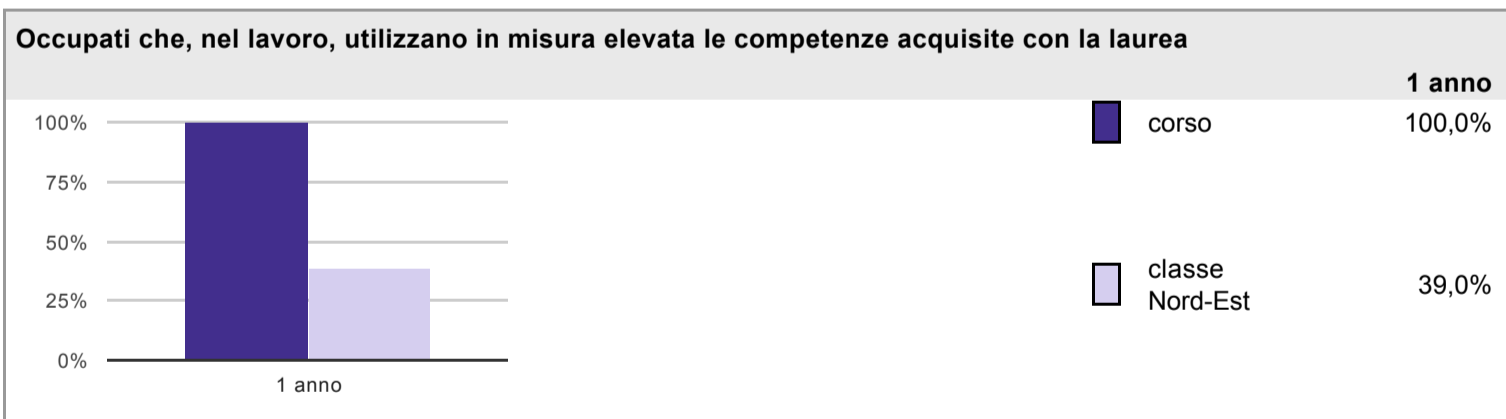 Occupati che, nel lavoro, utilizzano in misura elevata le competenze acquisite con la laurea
1 anno
100%
75%
50%
25%
0%
1 anno
corso 100,0%
classe
Nord-Est 39,0%